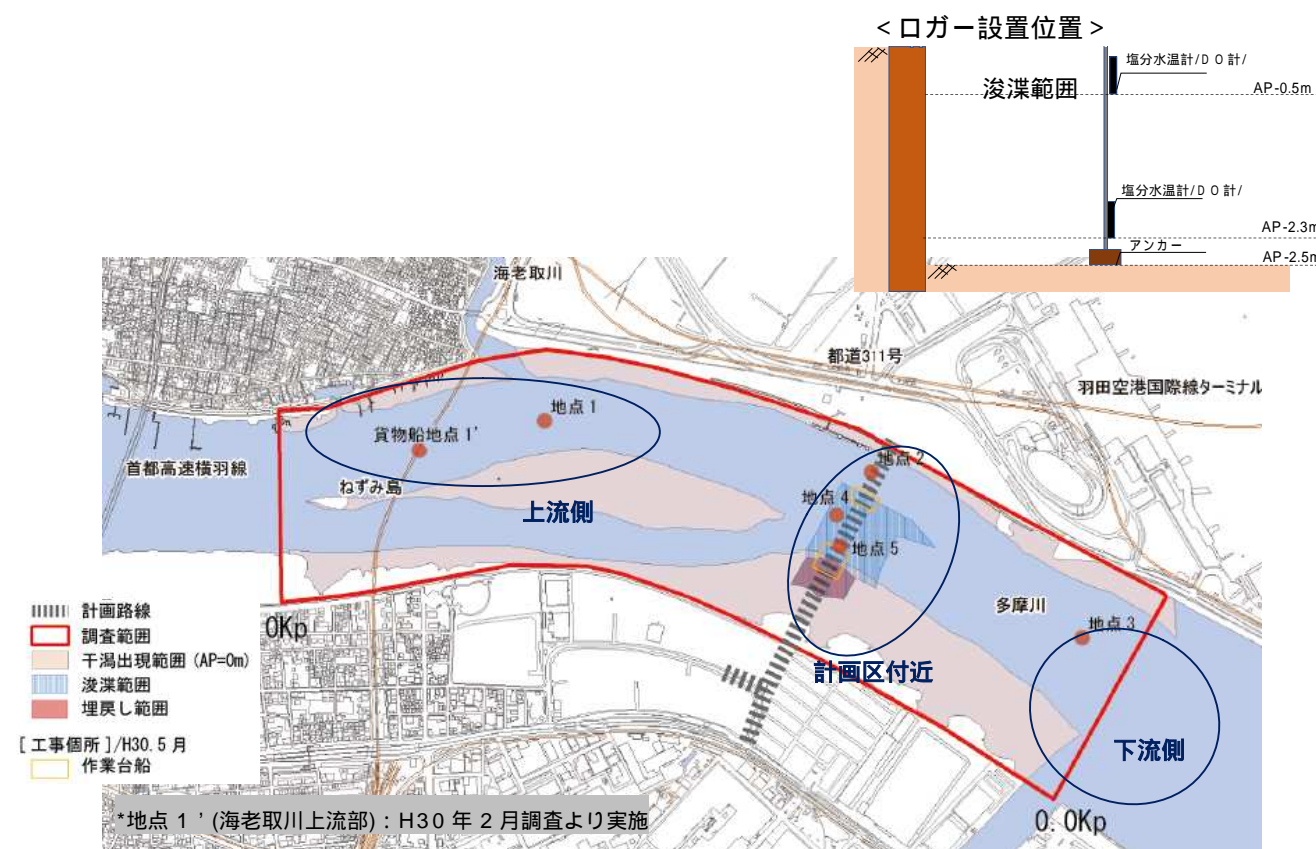 <ロガー設置位置>
塩分水温計/DO計/
浚渫範囲
AP-0.5m
塩分水温計/DO計/
AP-2.3m
アンカー
AP-2.5m
海老取川
都道311号
羽田空港国際線ターミナル
地点1
貨物船地点1'
首都高速横羽線
ねずみ島
上流側
地点2
地点4
地点5
多摩川
地点3
計画区付近
下流側
0Kp
0.0Kp
計画路線
調査範囲
干潟出現範囲 (AP=0m)
浚渫範囲
埋戻し範囲
[工事個所]/H30.5月
作業台船
*地点1'(海老取川上流部):H30年2月調査より実施